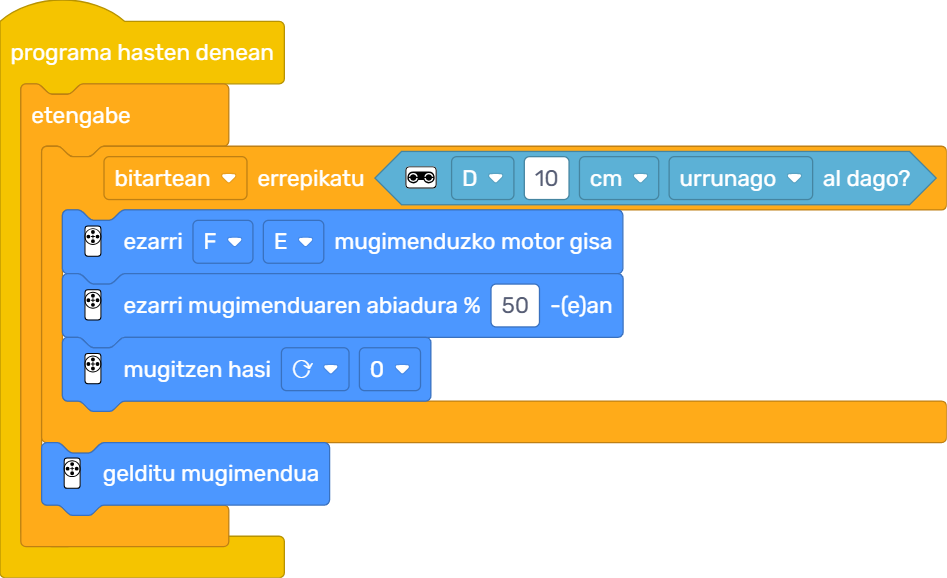 programa hasten denean
etengabe
bitartean errepikatu D 10 cm urrunago al dago?
ezarri F E mugimenduzko motor gisa
ezarri mugimenduaren abiadura % 50 -(e)an
mugitzen hasi 0
gelditu mugimendua